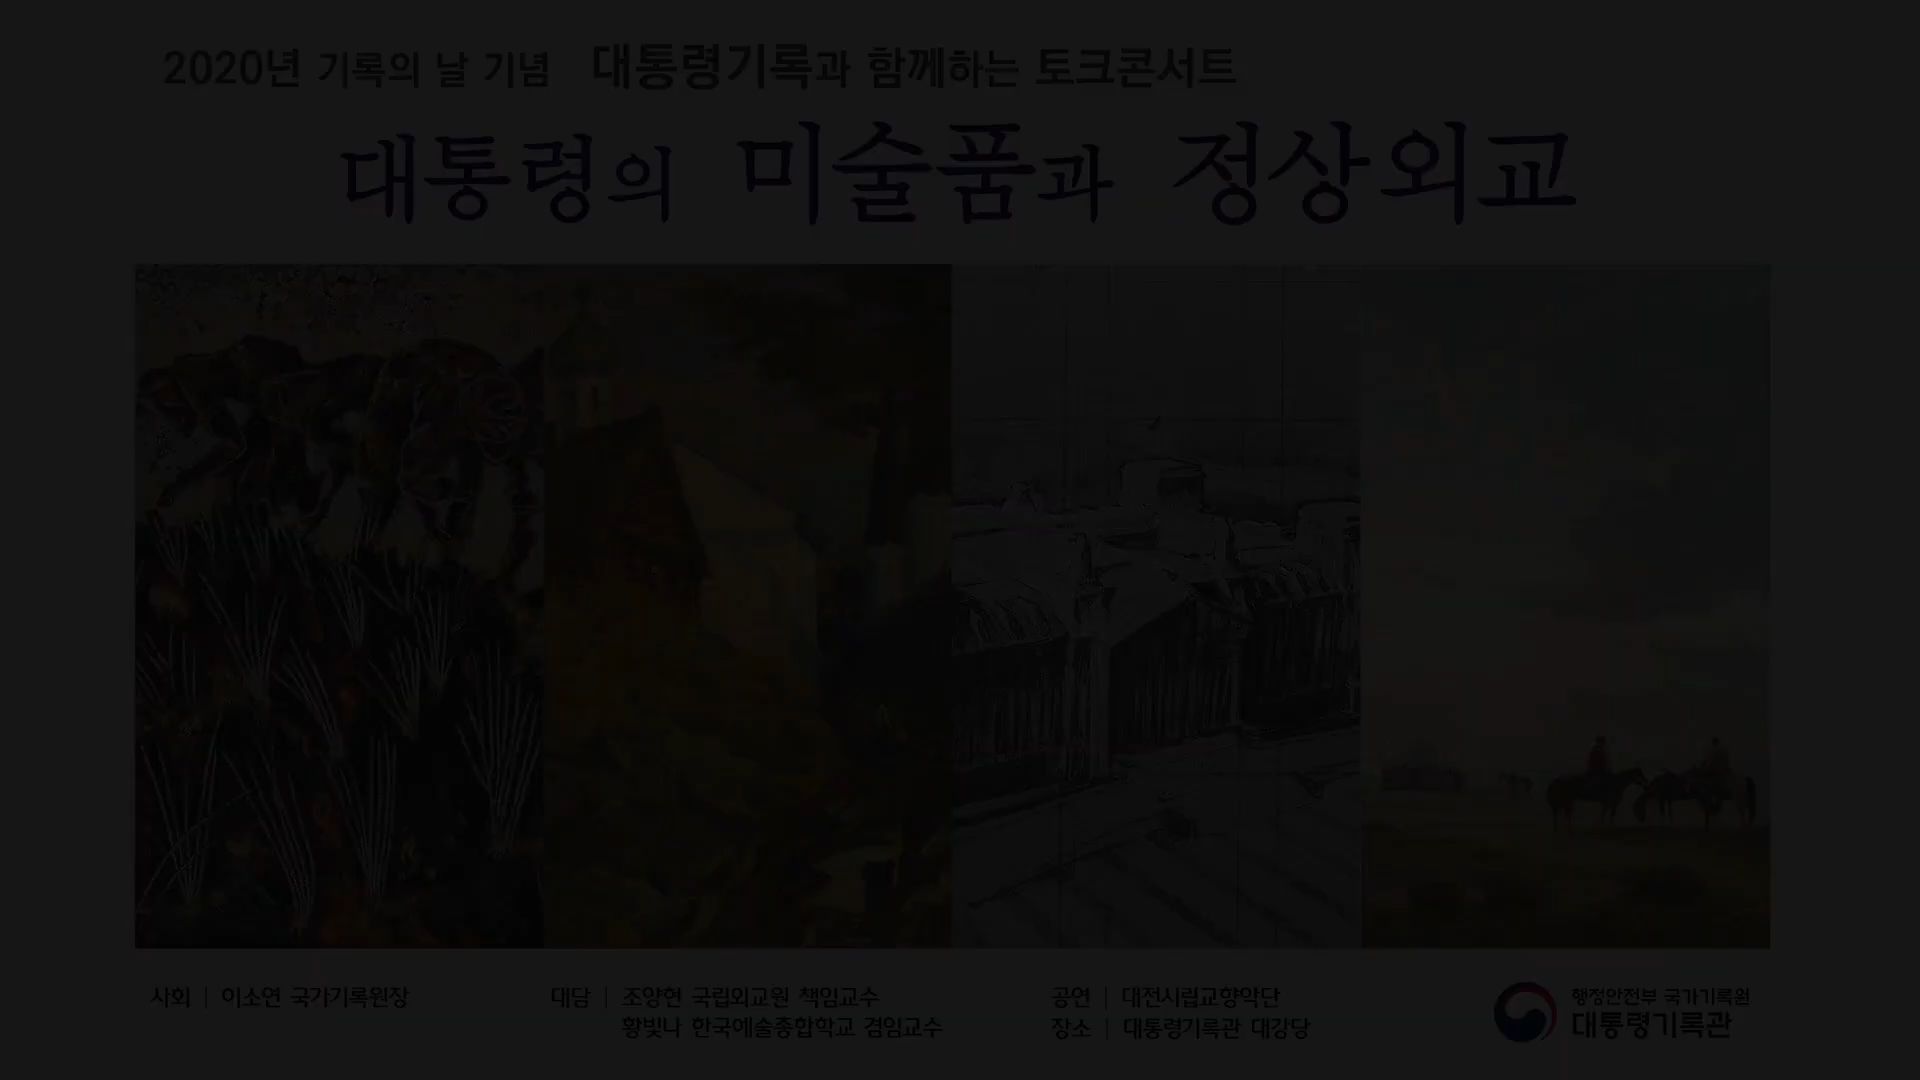 2020년 기록의 날 기념 대통령기록과 함께하는 토크콘서트
대통령의 미술품과 정상외교
사회 | 이소연 국가기록원장
대담 | 조양현 국립외교원 책임교수
황빛나 한국예술종합학교 겸임교수
공연 | 대전시립교향악단
장소 | 대통령기록관 대강당
행정안전부 국가기록원
대통령기록관